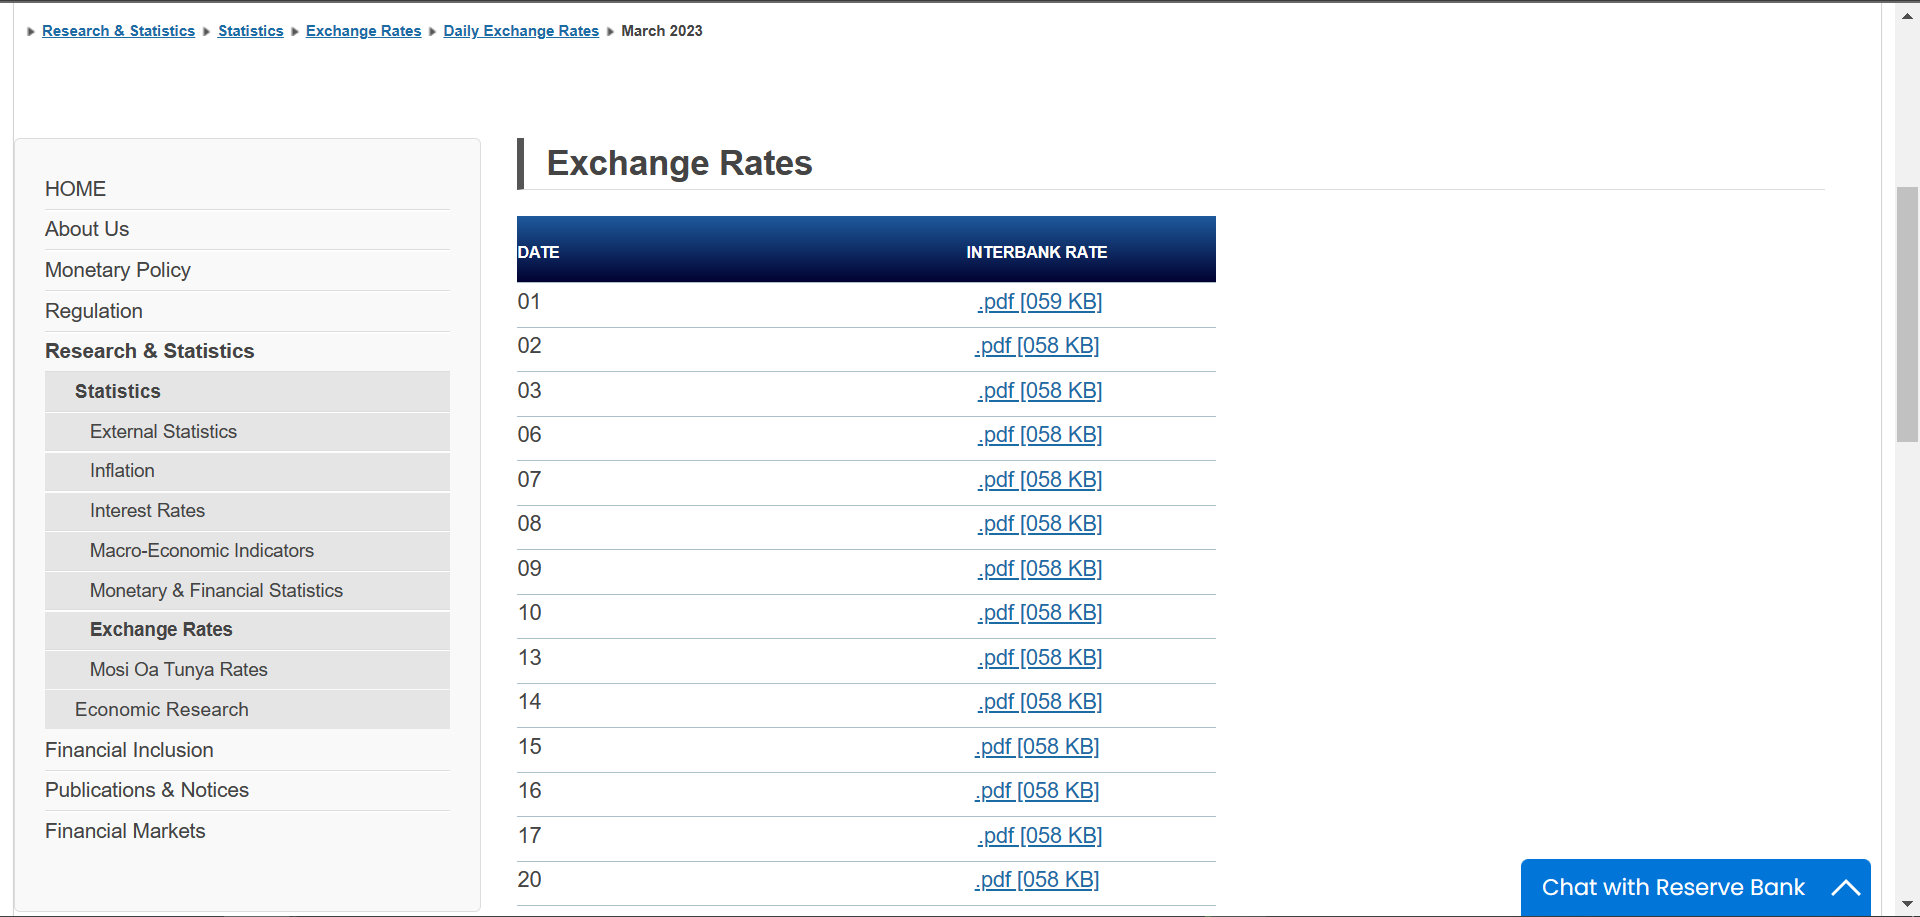 Research & Statistics Statistics Exchange Rates Daily Exchange Rates March 2023
HOME
About Us
Monetary Policy
Regulation
Research & Statistics
Statistics
External Statistics
Inflation
Interest Rates
Macro-Economic Indicators
Monetary & Financial Statistics
Exchange Rates
Mosi Oa Tunya Rates
Economic Research
Financial Inclusion
Publications & Notices
Financial Markets
Exchange Rates
DATE INTERBANK RATE
01 .pdf [059 KB]
02 .pdf [058 KB]
03 .pdf [058 KB]
06 .pdf [058 KB]
07 .pdf [058 KB]
08 .pdf [058 KB]
09 .pdf [058 KB]
10 .pdf [058 KB]
13 .pdf [058 KB]
14 .pdf [058 KB]
15 .pdf [058 KB]
16 .pdf [058 KB]
17 .pdf [058 KB]
20 .pdf [058 KB]
Chat with Reserve Bank